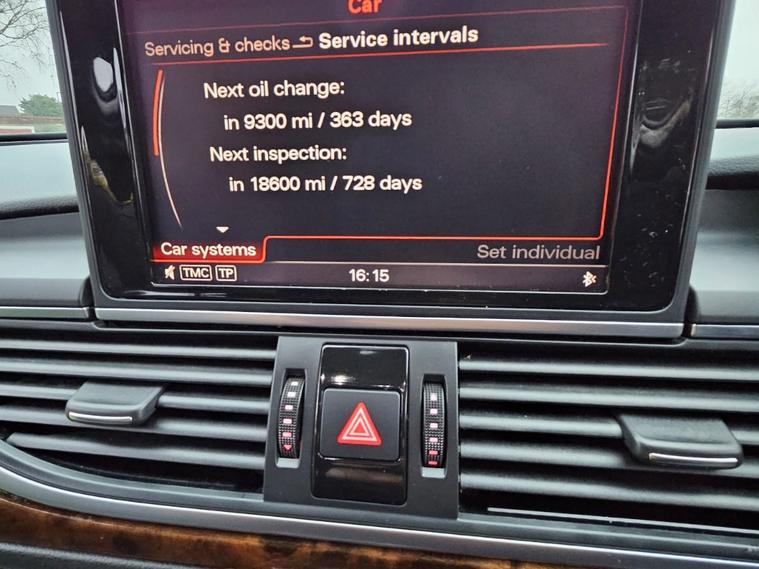 Car
Servicing & checks Service intervals
Next oil change:
in 9300 mi / 363 days
Next inspection:
in 18600 mi / 728 days
Car systems Set individual
TMC TP 16:15